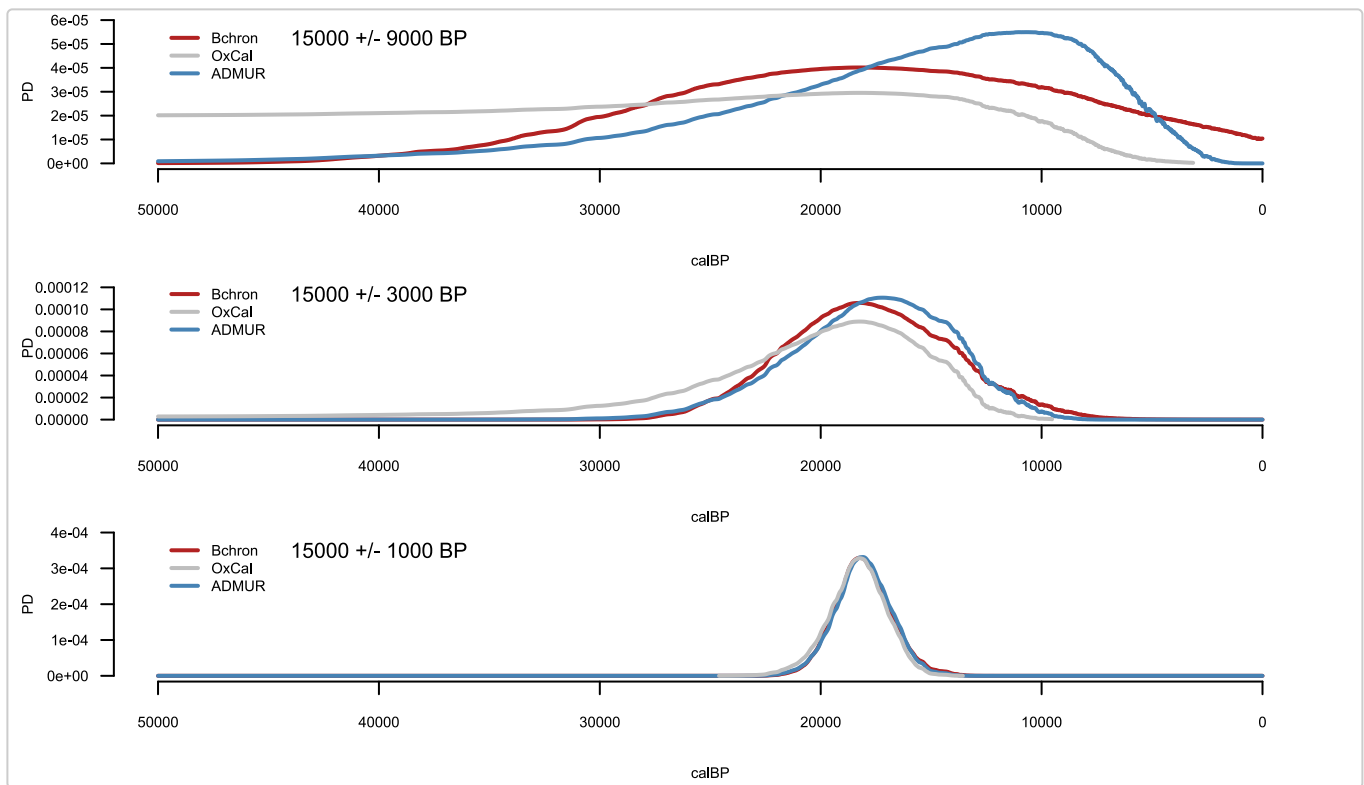 6e-05
5e-05
4e-05
3e-05
2e-05
1e-05
0e+00
PD
Bchron 15000 +/- 9000 BP
OxCal
ADMUR
50000 40000 30000 20000 10000 0
calBP
0.00012
0.00010
0.00008
0.00006
0.00004
0.00002
0.00000
PD
Bchron 15000 +/- 3000 BP
OxCal
ADMUR
50000 40000 30000 20000 10000 0
calBP
4e-04
3e-04
2e-04
1e-04
0e+00
PD
Bchron 15000 +/- 1000 BP
OxCal
ADMUR
50000 40000 30000 20000 10000 0
calBP